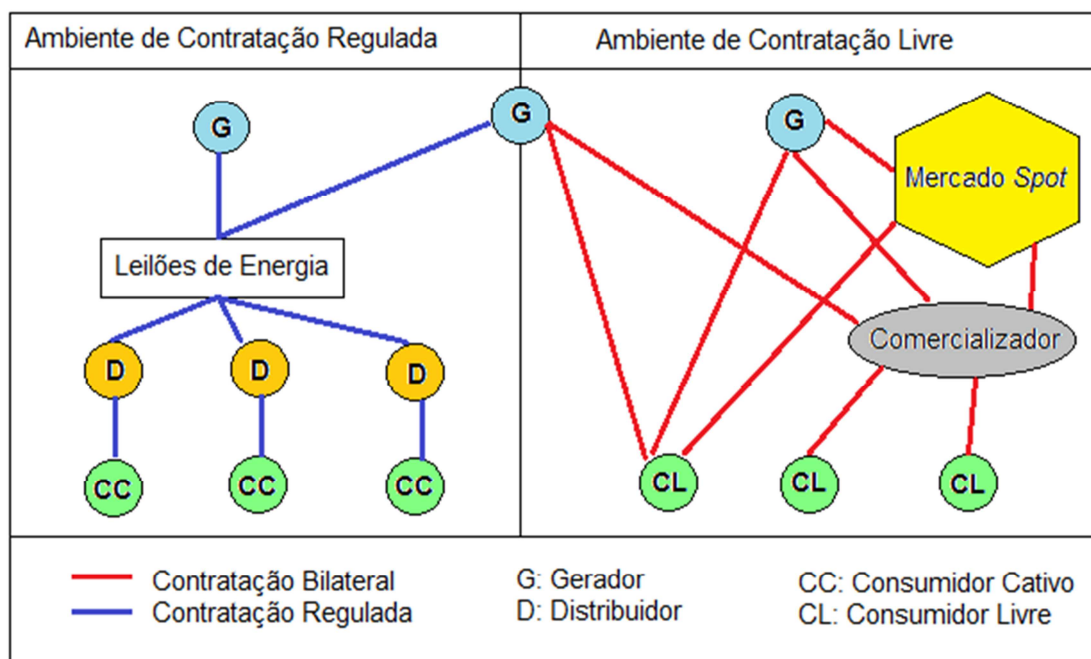 Ambiente de Contratação Regulada
Ambiente de Contratação Livre
G
G
G
Mercado Spot
Leilões de Energia
Comercializador
D
D
D
CC
CC
CC
CL
CL
CL
Contratação Bilateral
Contratação Regulada
G: Gerador
D: Distribuidor
CC: Consumidor Cativo
CL: Consumidor Livre